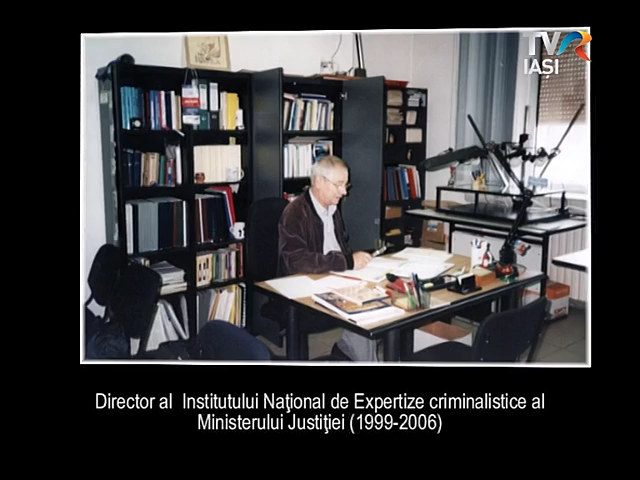 TVR
IAȘI
Director al Institutului Naţional de Expertize criminalistice al
Ministerului Justiţiei (1999-2006)